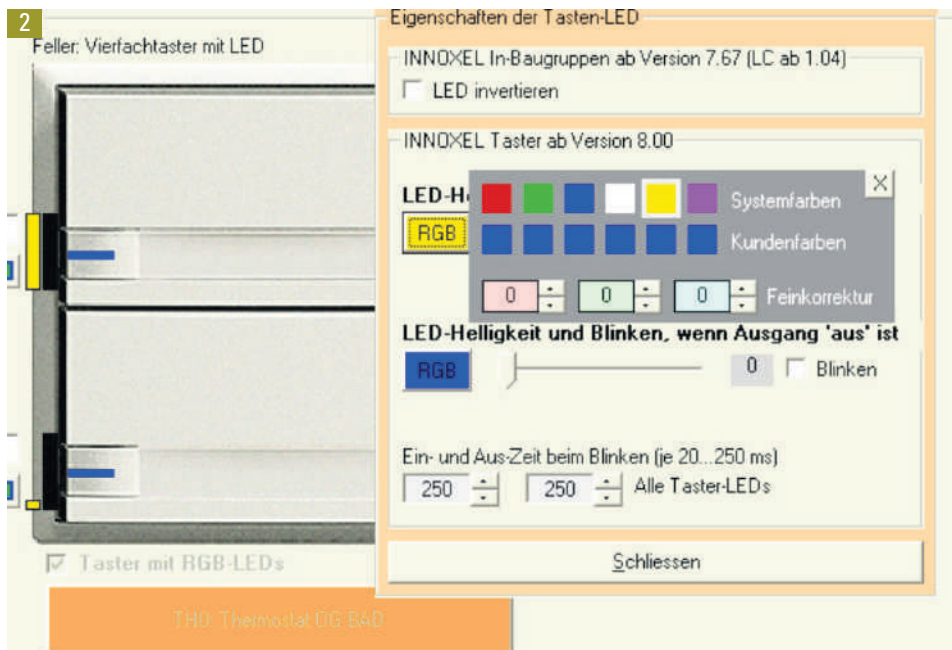 2
Eigenschaften der Tasten-LED
Feller: Vierfachtaster mit LED
INNOXEL In-Baugruppen ab Version 7.67 (LC ab 1.04)
LED invertieren
INNOXEL Taster ab Version 8.00
LED-H
X
Systemfarben
RGB
Kundenfarben
0 0 0 Feinkorrektur
LED-Helligkeit und Blinken, wenn Ausgang 'aus' ist
RGB 0 Blinken
Ein- und Aus-Zeit beim Blinken (je 20...250 ms)
250 250 Alle Taster-LEDs
Schliessen
Taster mit RGB-LEDs
THO: Thermostat OG BAD